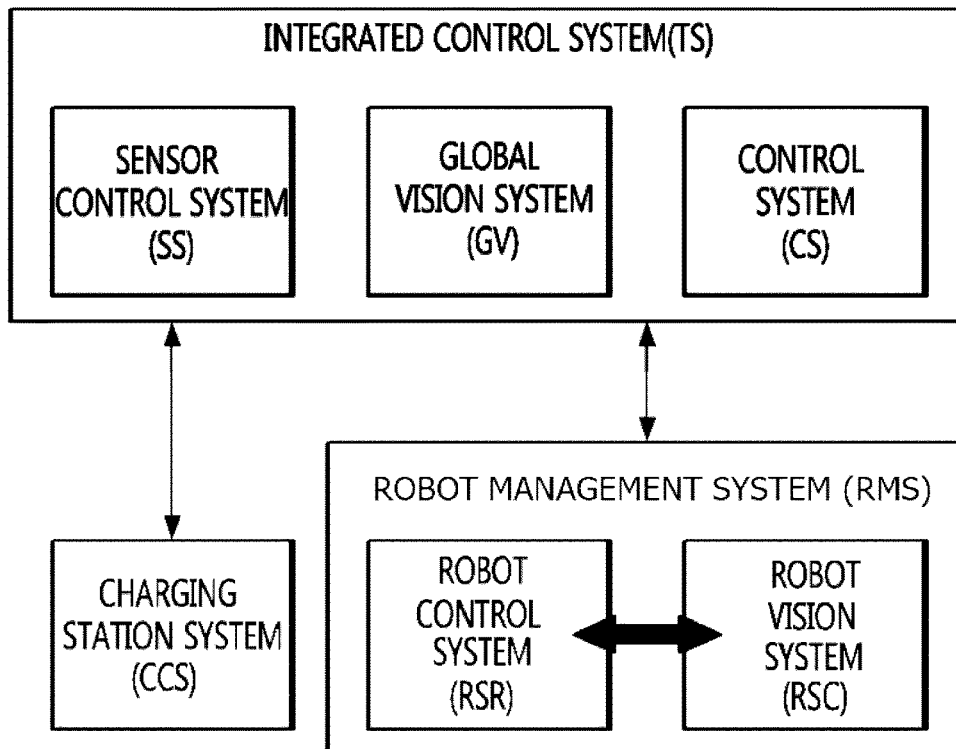 INTEGRATED CONTROL SYSTEM(TS)
SENSOR
CONTROL SYSTEM
(SS)
GLOBAL
VISION SYSTEM
(GV)
CONTROL
SYSTEM
(CS)
ROBOT MANAGEMENT SYSTEM (RMS)
CHARGING
STATION SYSTEM
(CCS)
ROBOT
CONTROL
SYSTEM
(RSR)
ROBOT
VISION
SYSTEM
(RSC)